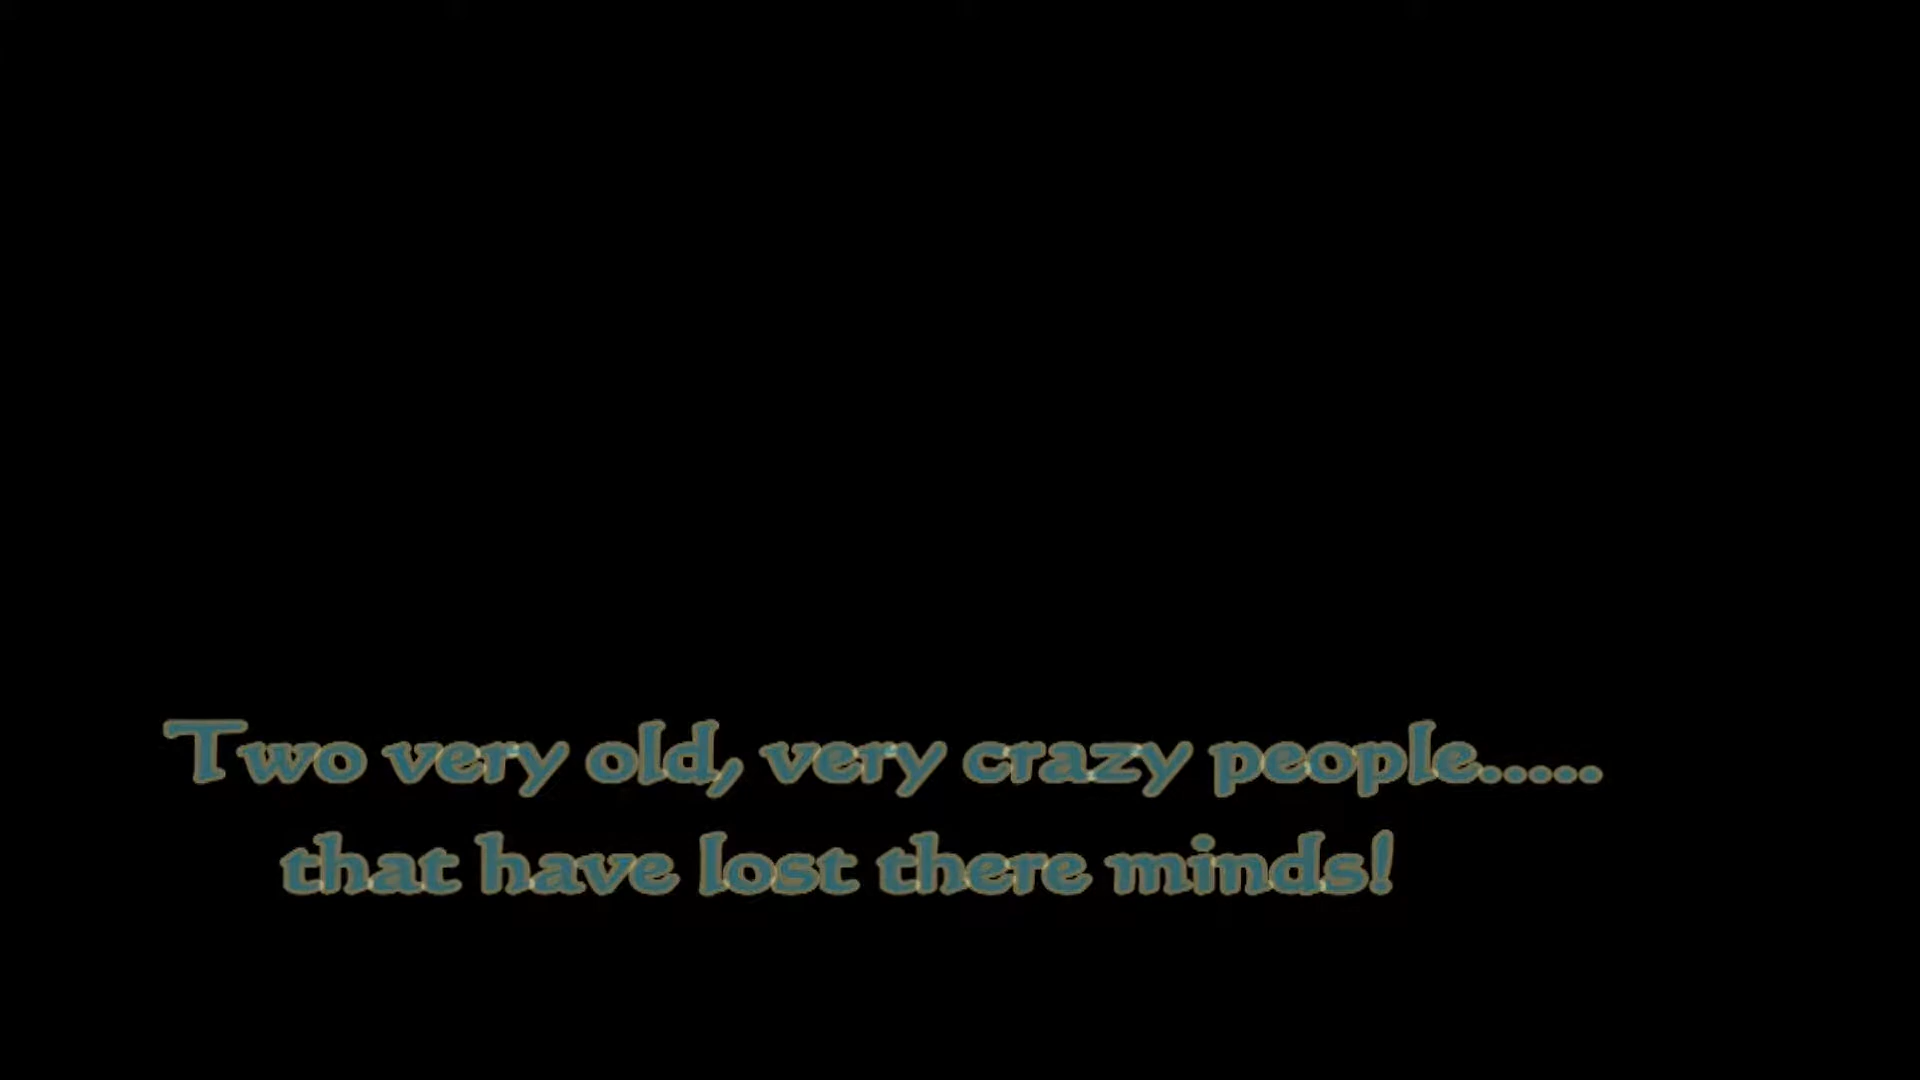 Two very old, very crazy people.....
that have lost there minds!